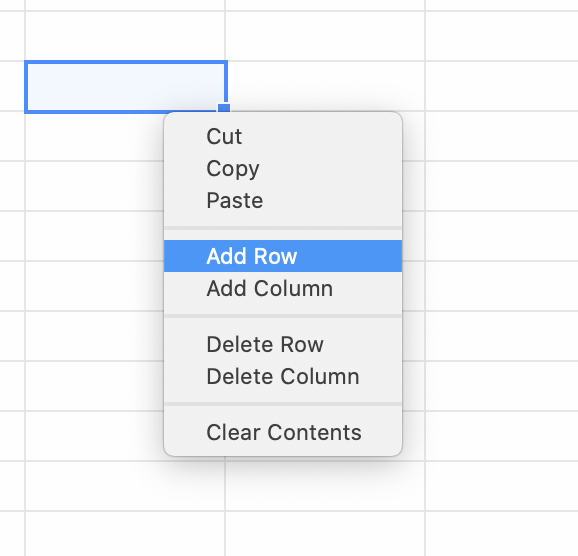 Cut
Copy
Paste
Add Row
Add Column
Delete Row
Delete Column
Clear Contents